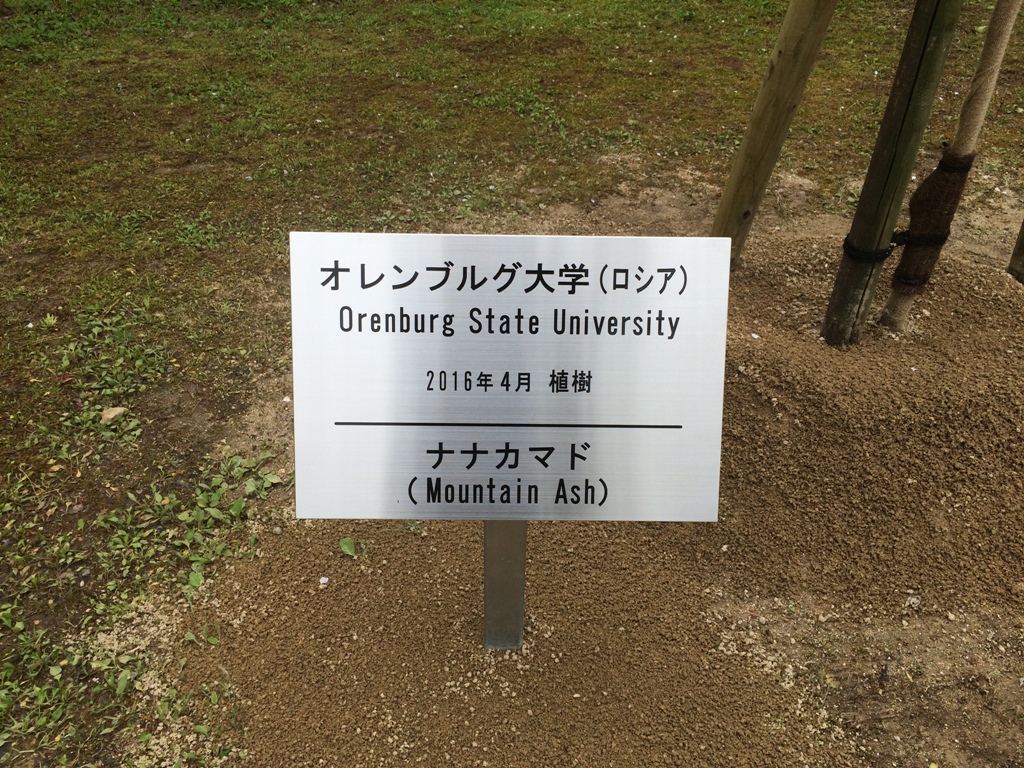 オレンブルグ大学(ロシア)
Orenburg State University
2016年4月 植樹
ナナカマド
(Mountain Ash)